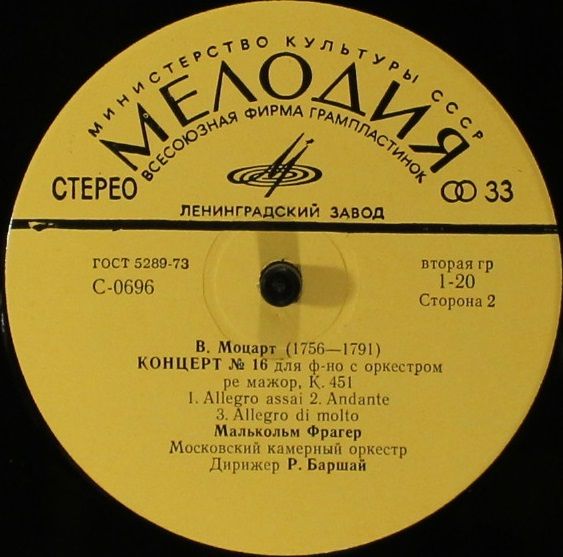 МИНИСТЕРСТВО КУЛЬТУРЫ СССР
МЕЛОДИЯ
ВСЕСОЮЗНАЯ ФИРМА ГРАМПЛАСТИНОК
СТЕРЕО
33
ЛЕНИНГРАДСКИЙ ЗАВОД
ГОСТ 5289-73
С-0696
вторая гр
1-20
Сторона 2
В. Моцарт (1756—1791)
КОНЦЕРТ № 16 для ф-но с оркестром
ре мажор, К. 451
1. Allegro assai 2. Andante
3. Allegro di molto
Малькольм Фрагер
Московский камерный оркестр
Дирижер Р. Баршай